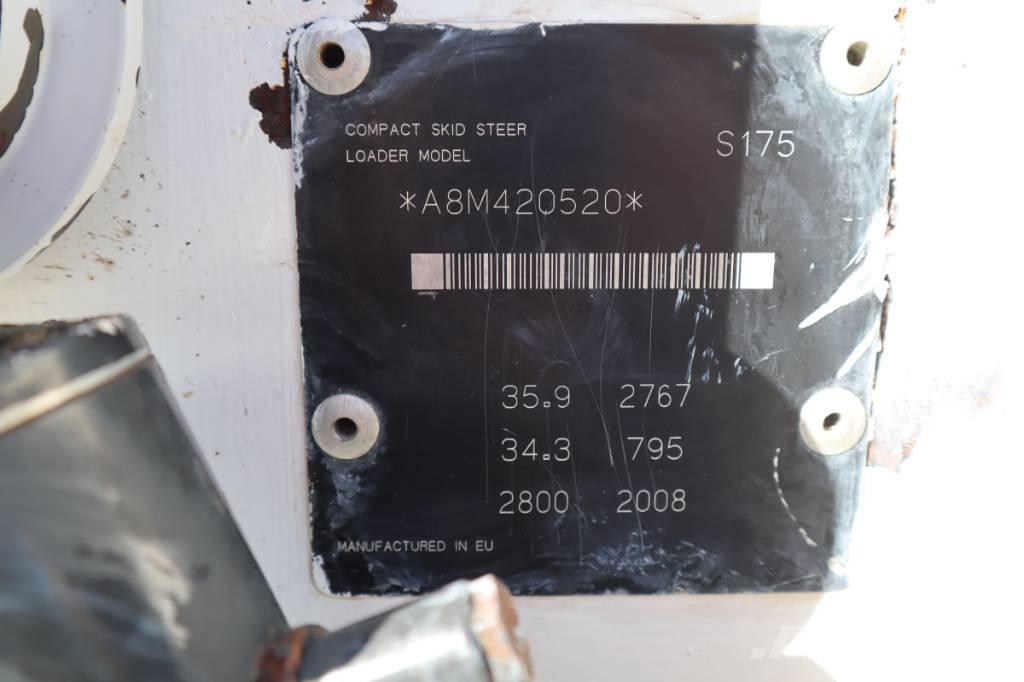 COMPACT SKID STEER
LOADER MODEL S175
*A8M420520*
35.9 2767
34.3 795
2800 2008
MANUFACTURED IN EU